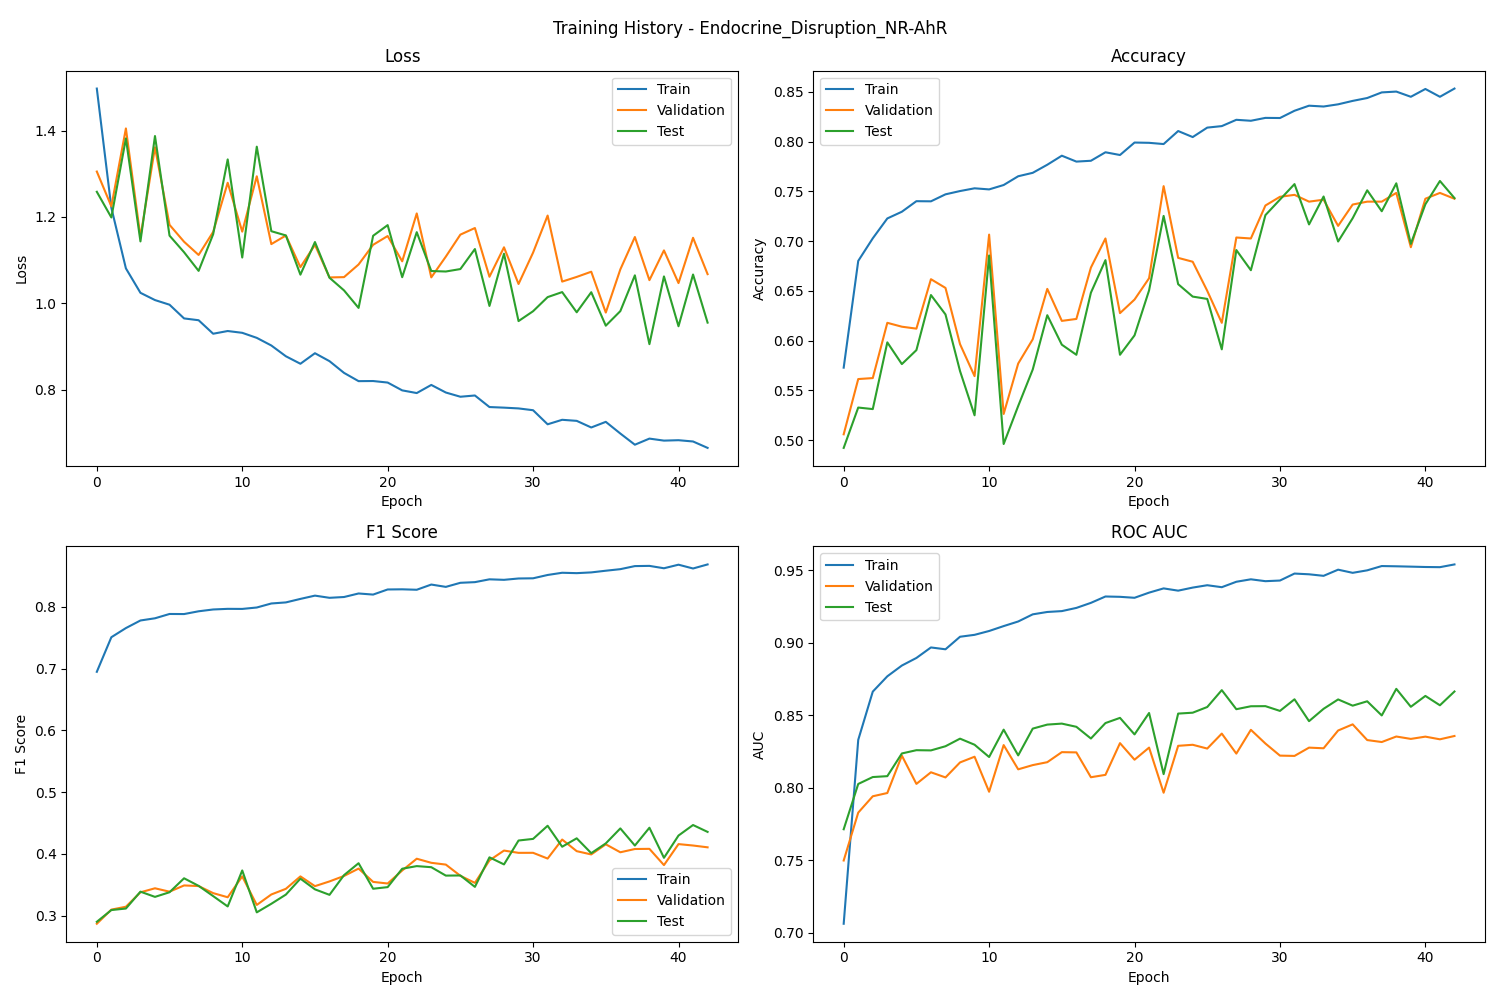 Training History - Endocrine_Disruption_NR-AhR
Loss
Train
Validation
Test
1.4
1.2
1.0
0.8
Loss
0
10
20
30
40
Epoch
Accuracy
Train
Validation
Test
0.85
0.80
0.75
0.70
0.65
0.60
0.55
0.50
Accuracy
0
10
20
30
40
Epoch
F1 Score
0.8
0.7
0.6
0.5
0.4
0.3
F1 Score
Train
Validation
Test
0
10
20
30
40
Epoch
ROC AUC
Train
Validation
Test
0.95
0.90
0.85
0.80
0.75
0.70
AUC
0
10
20
30
40
Epoch